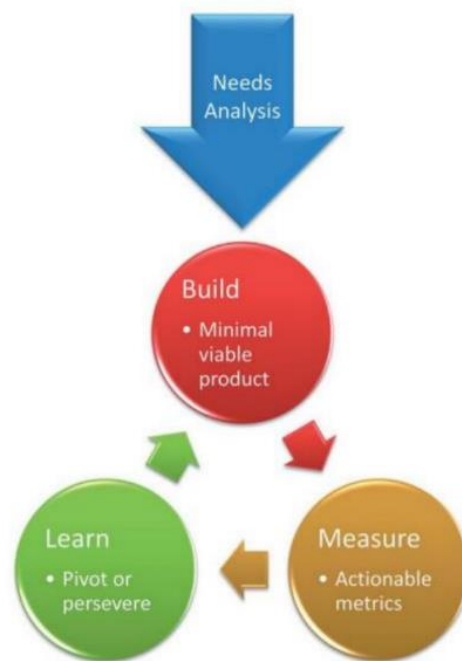 Needs
Analysis
Build
• Minimal
viable
product
Learn
• Pivot or
persevere
Measure
• Actionable
metrics